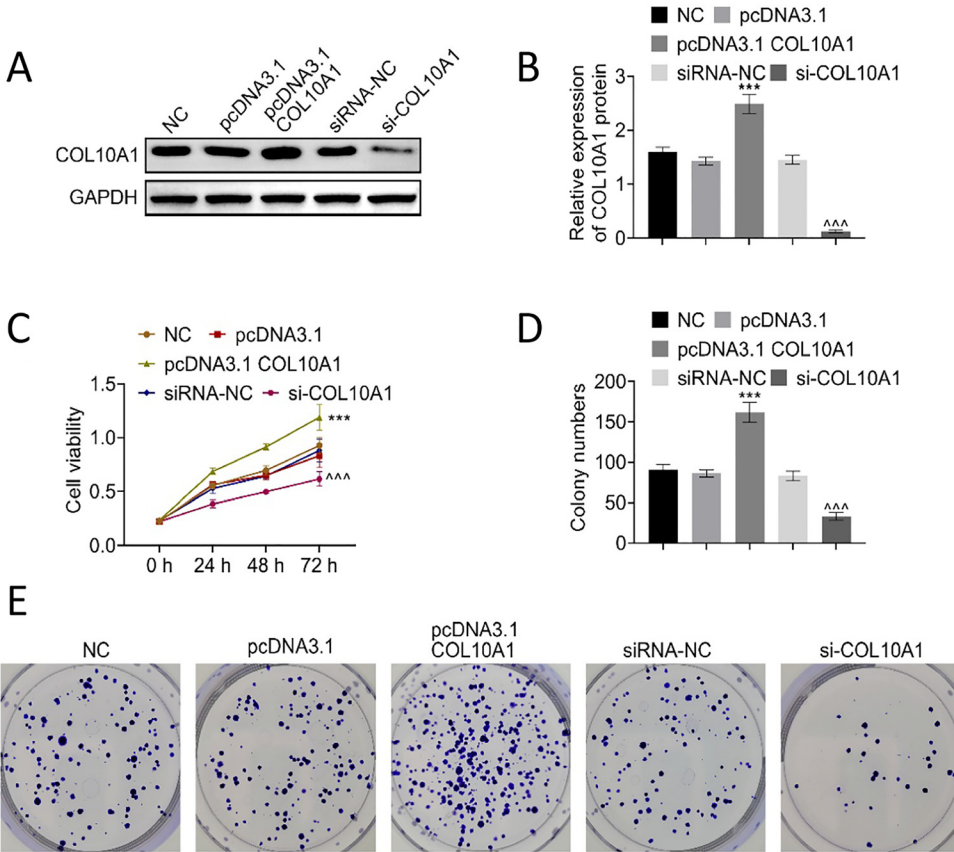 A
NC
pcDNA3.1
pcDNA3.1
COL10A1
siRNA-NC
si-COL10A1
COL10A1
GAPDH
B
NC
pcDNA3.1
pcDNA3.1 COL10A1
siRNA-NC
si-COL10A1
Relative expression
of COL10A1 protein
3
2
1
0
***
^^^
C
NC
pcDNA3.1
pcDNA3.1 COL10A1
siRNA-NC
si-COL10A1
Cell viability
1.5
1.0
0.5
0.0
***
^^^
0 h
24 h
48 h
72 h
D
NC
pcDNA3.1
pcDNA3.1 COL10A1
siRNA-NC
si-COL10A1
Colony numbers
200
150
100
50
0
***
^^^
E
NC
pcDNA3.1
pcDNA3.1
COL10A1
siRNA-NC
si-COL10A1